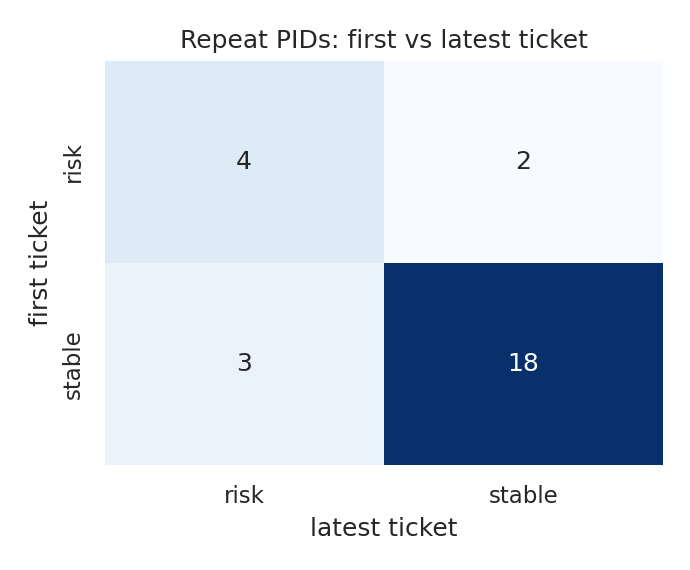 Repeat PIDs: first vs latest ticket
first ticket
risk
4
2
stable
3
18
risk
stable
latest ticket